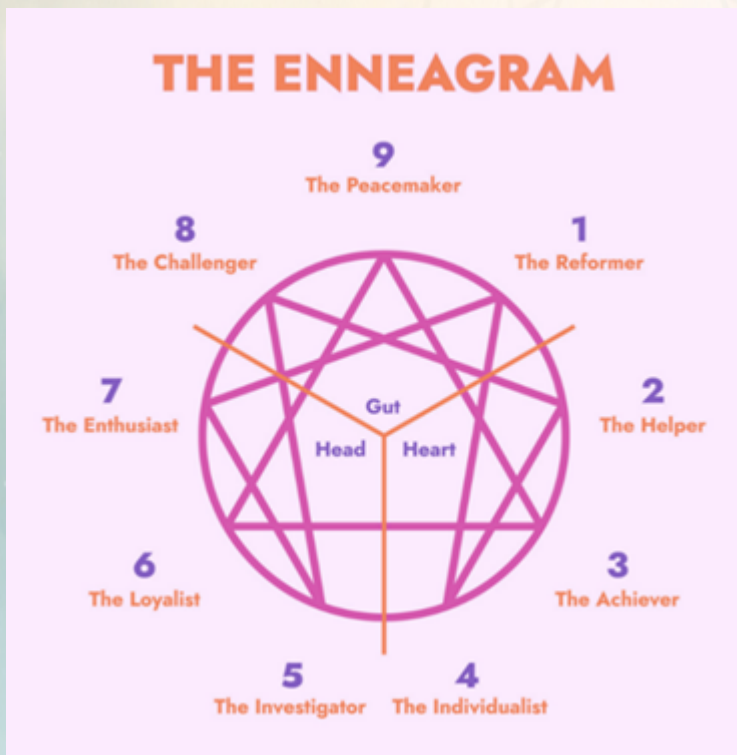 THE ENNEAGRAM
9
The Peacemaker
8
The Challenger
1
The Reformer
7
The Enthusiast
2
The Helper
Gut
Head
Heart
6
The Loyalist
3
The Achiever
5
The Investigator
4
The Individualist